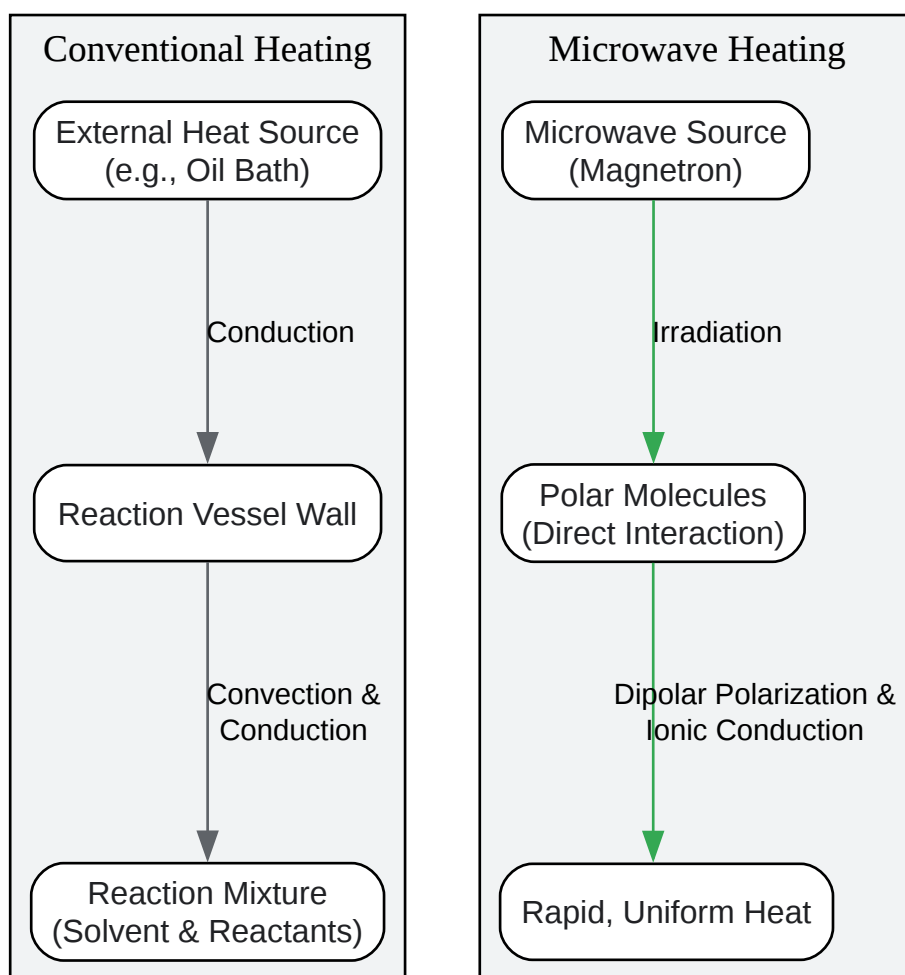 Conventional Heating
External Heat Source
(e.g., Oil Bath)
Conduction
Reaction Vessel Wall
Convection &
Conduction
Reaction Mixture
(Solvent & Reactants)
Microwave Heating
Microwave Source
(Magnetron)
Irradiation
Polar Molecules
(Direct Interaction)
Dipolar Polarization &
Ionic Conduction
Rapid, Uniform Heat